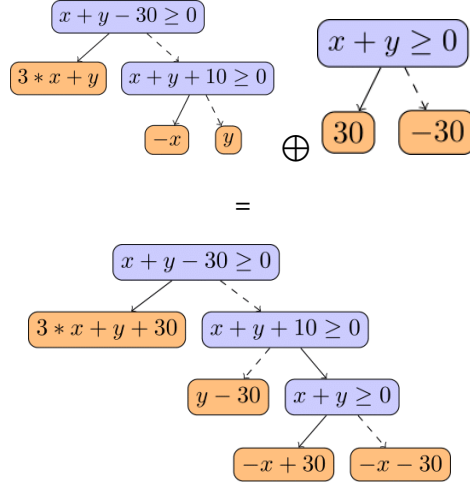 x + y − 30 ≥ 0
3 ∗ x + y
x + y + 10 ≥ 0
−x
y
⊕
x + y ≥ 0
30
−30
=
x + y − 30 ≥ 0
3 ∗ x + y + 30
x + y + 10 ≥ 0
y − 30
x + y ≥ 0
−x + 30
−x − 30